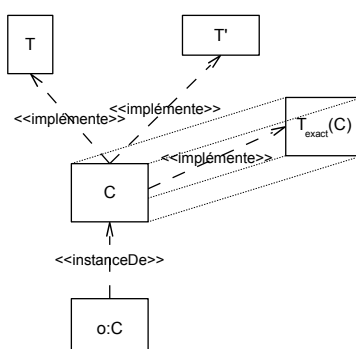 T
T'
<<implémente>>
<<implémente>>
T_exact(C)
<<implémente>>
C
<<instanceDe>>
o:C